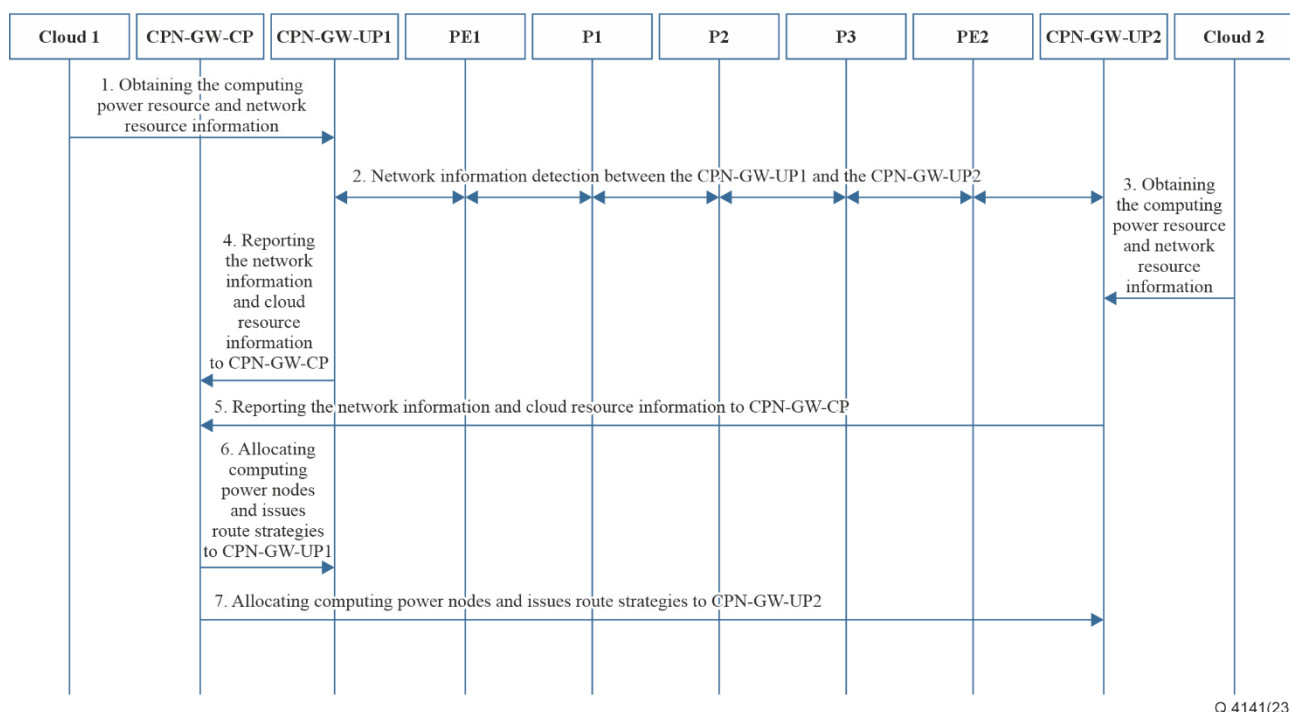 Cloud 1 CPN-GW-CP CPN-GW-UP1 PE1 P1 P2 P3 PE2 CPN-GW-UP2 Cloud 2
1. Obtaining the computing
power resource and network
resource information
2. Network information detection between the CPN-GW-UP1 and the CPN-GW-UP2
3. Obtaining
the computing
power resource
and network
resource
information
4. Reporting
the network
information
and cloud
resource
information
to CPN-GW-CP
5. Reporting the network information and cloud resource information to CPN-GW-CP
6. Allocating
computing
power nodes
and issues
route strategies
to CPN-GW-UP1
7. Allocating computing power nodes and issues route strategies to CPN-GW-UP2
Q.4141(23